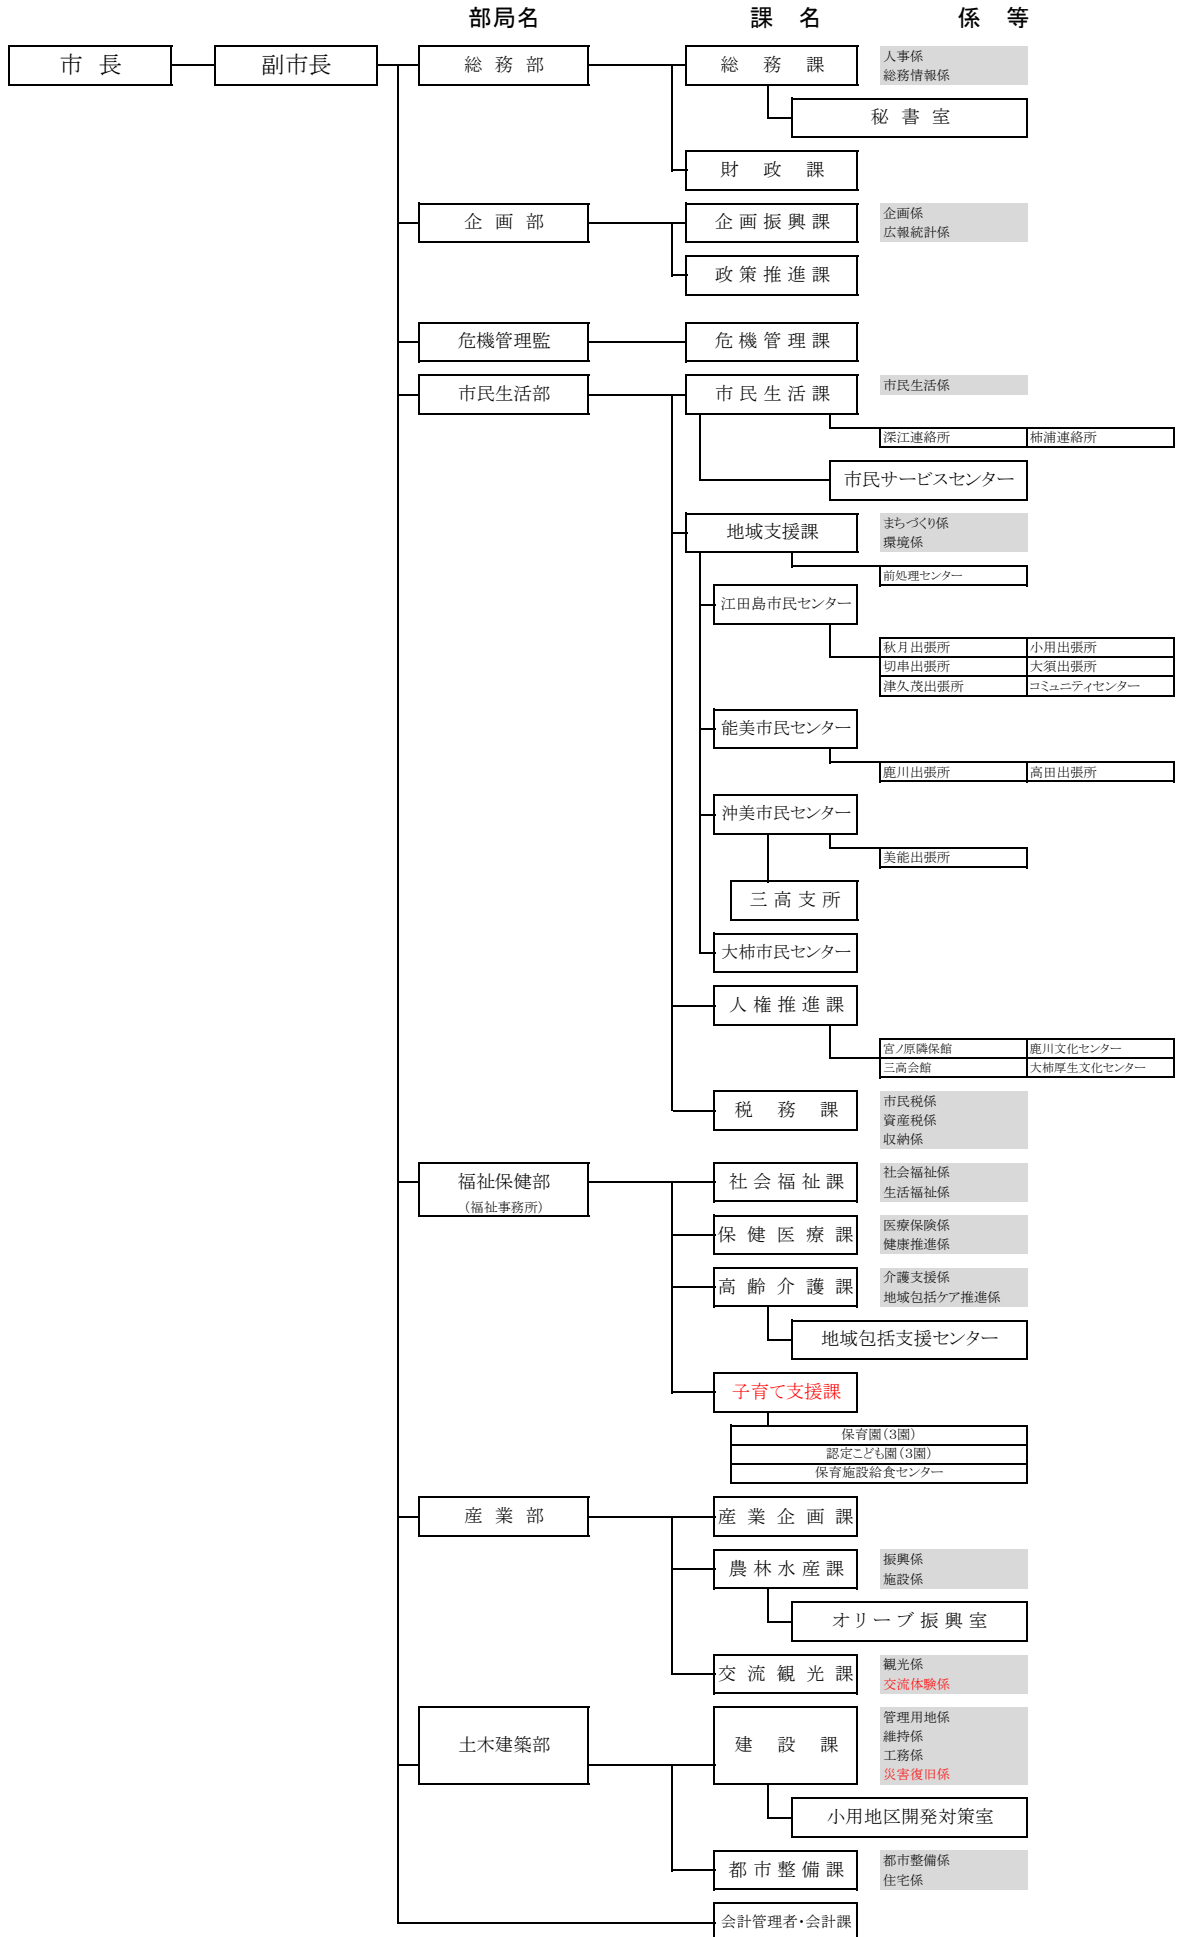 部局名 課 名 係 等
市 長 副市長 総 務 部 総 務 課 人事係
総務情報係
秘 書 室
財 政 課
企 画 部 企 画 振 興 課 企画係
広報統計係
政 策 推 進 課
危機管理監 危 機 管 理 課
市民生活部 市 民 生 活 課 市民生活係
深江連絡所 柿浦連絡所
市民サービスセンター
地域支援課 まちづくり係
環境係
前処理センター
江田島市民センター
秋月出張所 小用出張所
切串出張所 大須出張所
津久茂出張所 コミュニティセンター
能美市民センター
鹿川出張所 高田出張所
沖美市民センター
美能出張所
三 高 支 所
大柿市民センター
人 権 推 進 課
宮ノ原隣保館 鹿川文化センター
三高会館 大柿厚生文化センター
税 務 課 市民税係
資産税係
収納係
福祉保健部 社 会 福 祉 課 社会福祉係
(福祉事務所) 生活福祉係
保 健 医 療 課 医療保険係
健康推進係
高 齢 介 護 課 介護支援係
地域包括ケア推進係
地域包括支援センター
子育て支援課
保育園(3園)
認定こども園(3園)
保育施設給食センター
産 業 部 産 業 企 画 課
農 林 水 産 課 振興係
施設係
オリーブ 振 興 室
交 流 観 光 課 観光係
交流体験係
土木建築部 建 設 課 管理用地係
維持係
工務係
災害復旧係
小用地区開発対策室
都 市 整 備 課 都市整備係
住宅係
会計管理者・会計課